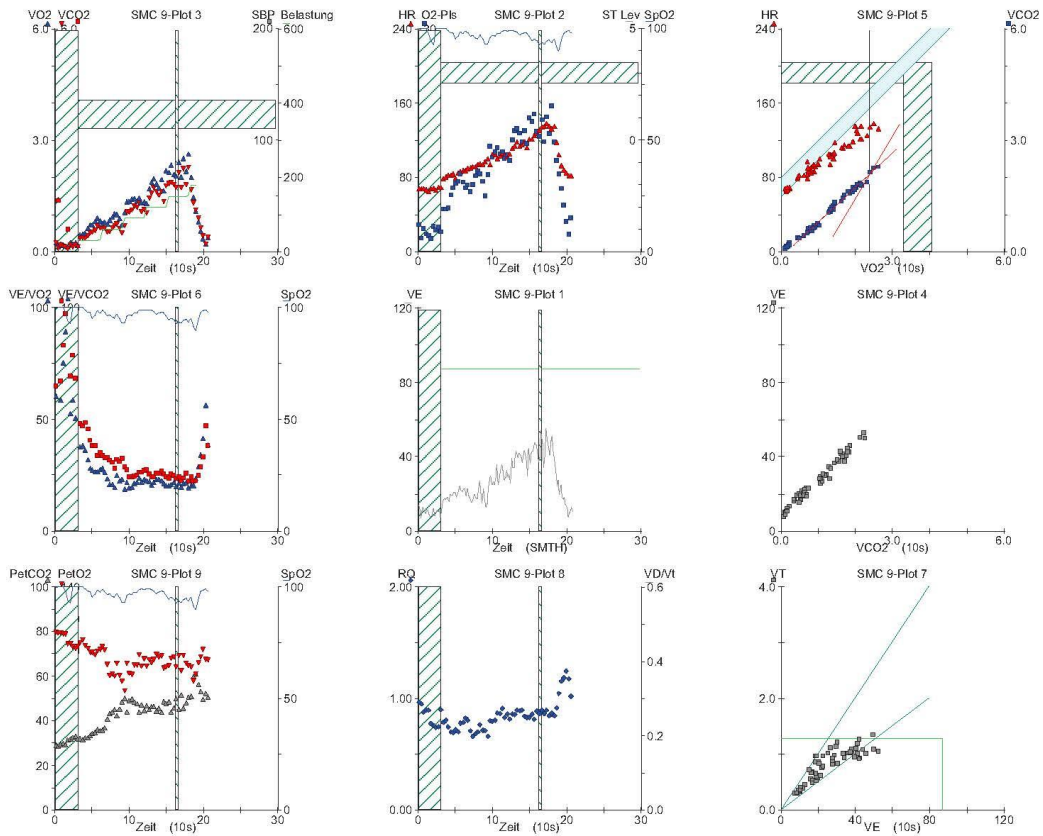 VO2 VCO2 SMC 9-Plot 3 SBP Belastung
6.0 200 600
400
3.0 100
200
0.0 0 0
0 10 20 30
Zeit (10s)
HR O2-Pls SMC 9-Plot 2 ST Lev SpO2
240 5 100
160
50
80
0 0 0
0 10 20 30
Zeit (10s)
HR SMC 9-Plot 5 VCO2
240 6.0
160
3.0
80
0 0.0
0.0 3.0 6.0
VO2 (10s)
VE/VO2 VE/VCO2 SMC 9-Plot 6 SpO2
100 100 100
50 50
0 0
0 10 20 30
Zeit (10s)
VE SMC 9-Plot 1
120
80
40
0
0 10 20 30
Zeit (SMTH)
VE SMC 9-Plot 4
120
80
40
0
0.0 3.0 6.0
VCO2 (10s)
PetCO2 PetO2 SMC 9-Plot 9 SpO2
100 100
80
60
50
40
20
0 0
0 10 20 30
Zeit (10s)
RQ SMC 9-Plot 8 VD/Vt
2.00 0.6
0.4
1.00
0.2
0.00 0.0
0 10 20 30
Zeit (10s)
VT SMC 9-Plot 7
4.0
2.0
0.0
0 40 80 120
VE (10s)